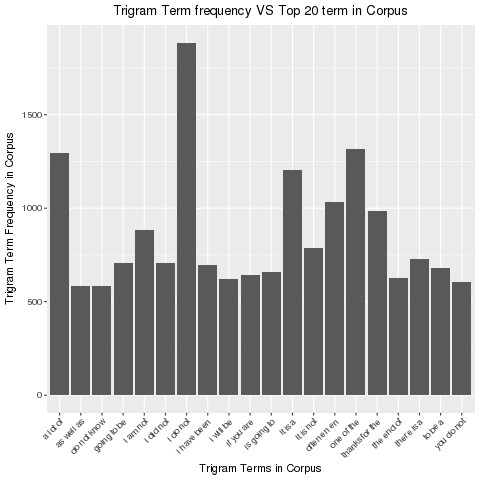 Trigram Term frequency VS Top 20 term in Corpus
Trigram Term Frequency in Corpus
1500
1000
500
0
a lot of
as well as
do not know
going to be
I am not
I did not
I do not
I have been
I will be
if you are
is going to
It is a
It is not
one of the
thanks for the
the end of
there is a
to be a
you do not
Trigram Terms in Corpus